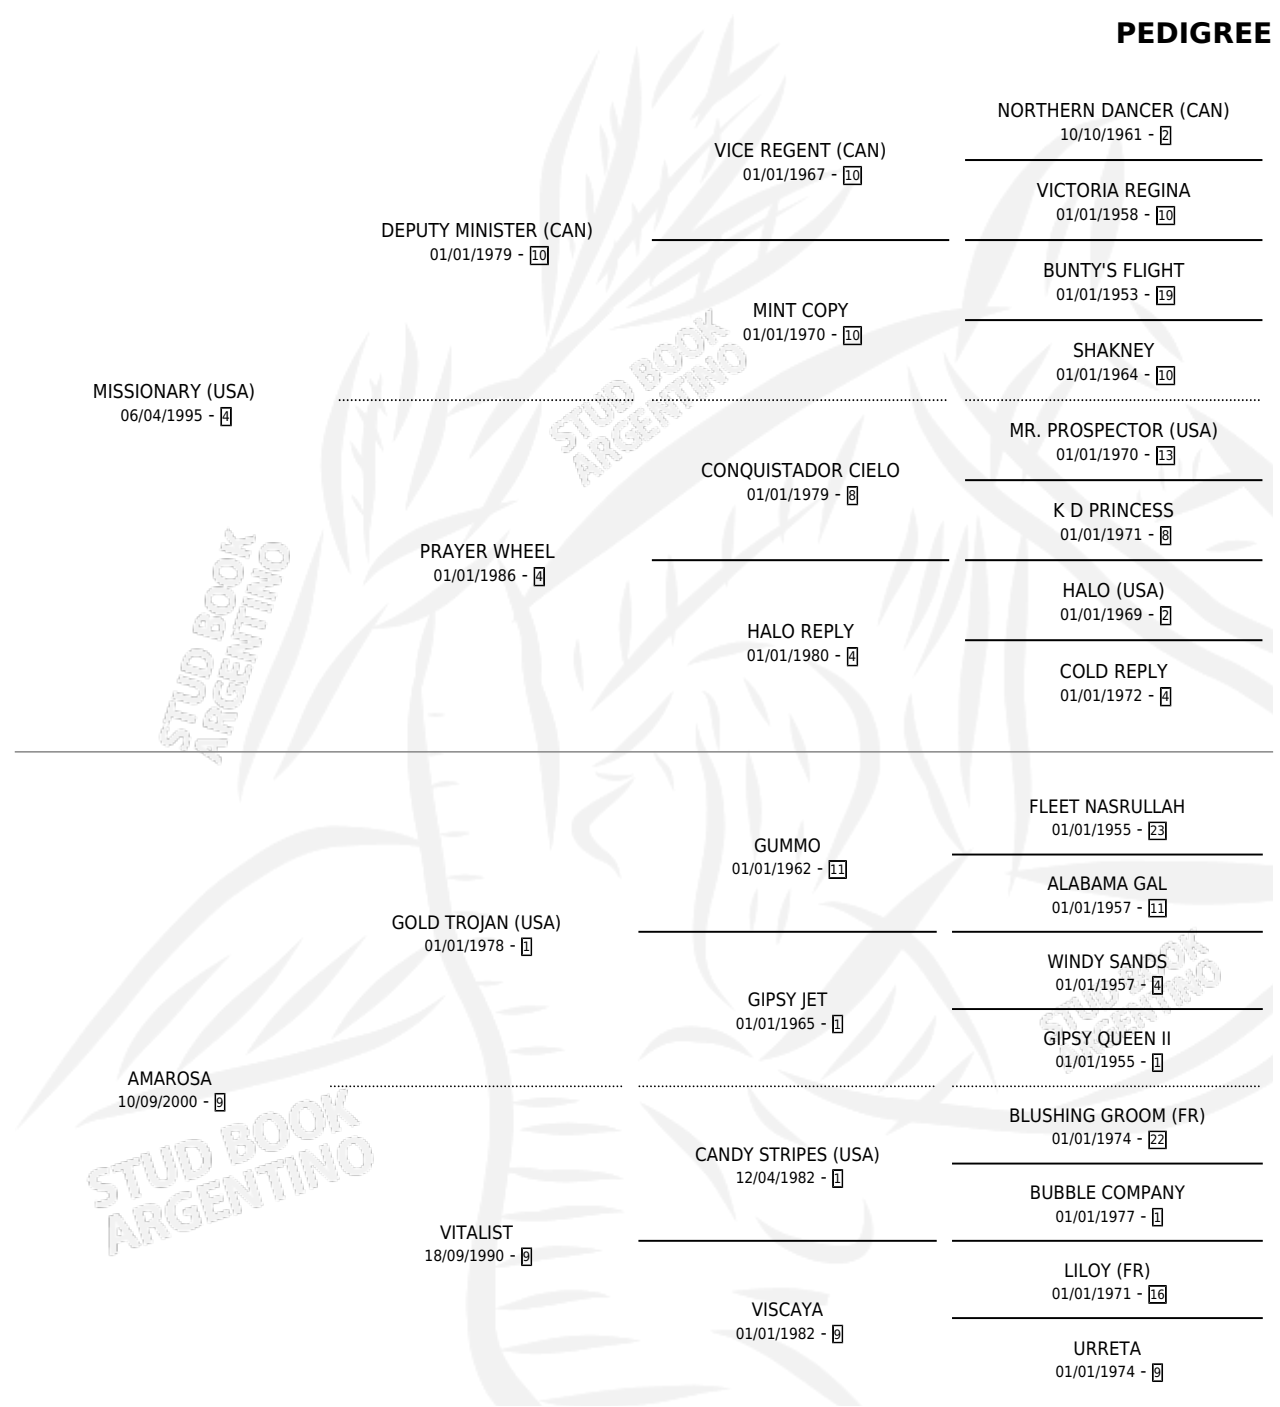 PEDIGREE
NORTHERN DANCER (CAN)
10/10/1961 - 2
VICE REGENT (CAN)
01/01/1967 - 10
VICTORIA REGINA
01/01/1958 - 10
DEPUTY MINISTER (CAN)
01/01/1979 - 10
BUNTY'S FLIGHT
01/01/1953 - 19
MINT COPY
01/01/1970 - 10
SHAKNEY
01/01/1964 - 10
MISSIONARY (USA)
06/04/1995 - 4
MR. PROSPECTOR (USA)
01/01/1970 - 13
CONQUISTADOR CIELO
01/01/1979 - 8
K D PRINCESS
01/01/1971 - 8
PRAYER WHEEL
01/01/1986 - 4
HALO (USA)
01/01/1969 - 2
HALO REPLY
01/01/1980 - 4
COLD REPLY
01/01/1972 - 4
FLEET NASRULLAH
01/01/1955 - 23
GUMMO
01/01/1962 - 11
ALABAMA GAL
01/01/1957 - 11
GOLD TROJAN (USA)
01/01/1978 - 1
WINDY SANDS
01/01/1957 - 4
GIPSY JET
01/01/1965 - 1
GIPSY QUEEN II
01/01/1955 - 1
AMAROSA
10/09/2000 - 9
BLUSHING GROOM (FR)
01/01/1974 - 22
CANDY STRIPES (USA)
12/04/1982 - 1
BUBBLE COMPANY
01/01/1977 - 1
VITALIST
18/09/1990 - 9
LILOY (FR)
01/01/1971 - 16
VISCAYA
01/01/1982 - 9
URRETA
01/01/1974 - 9
STUD BOOK
ARGENTINO
STUD BOOK
ARGENTINO
STUD BOOK
ARGENTINO
STUD BOOK
ARGENTINO